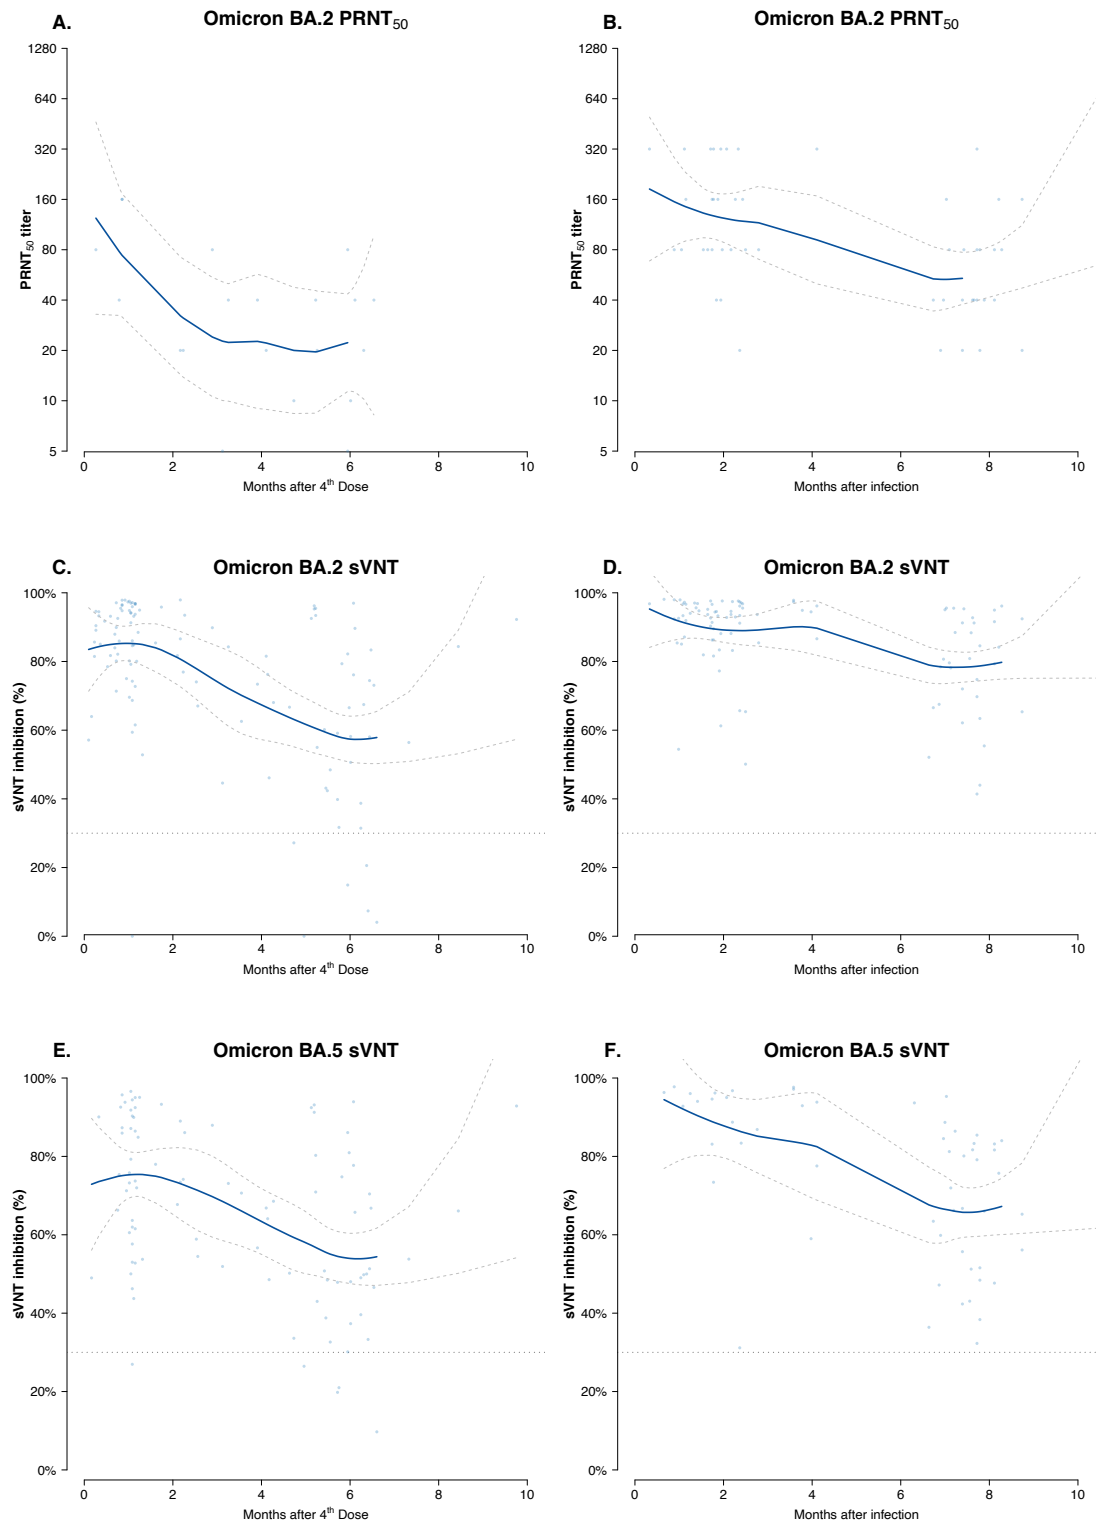 A. Omicron BA.2 PRNT50
1280
640
320
160
80
40
20
10
5
PRNT50 titer
0 2 4 6 8 10
Months after 4th Dose
B. Omicron BA.2 PRNT50
1280
640
320
160
80
40
20
10
5
PRNT50 titer
0 2 4 6 8 10
Months after infection
C. Omicron BA.2 sVNT
100%
80%
60%
40%
20%
0%
sVNT inhibition (%)
0 2 4 6 8 10
Months after 4th Dose
D. Omicron BA.2 sVNT
100%
80%
60%
40%
20%
0%
sVNT inhibition (%)
0 2 4 6 8 10
Months after infection
E. Omicron BA.5 sVNT
100%
80%
60%
40%
20%
0%
sVNT inhibition (%)
0 2 4 6 8 10
Months after 4th Dose
F. Omicron BA.5 sVNT
100%
80%
60%
40%
20%
0%
sVNT inhibition (%)
0 2 4 6 8 10
Months after infection